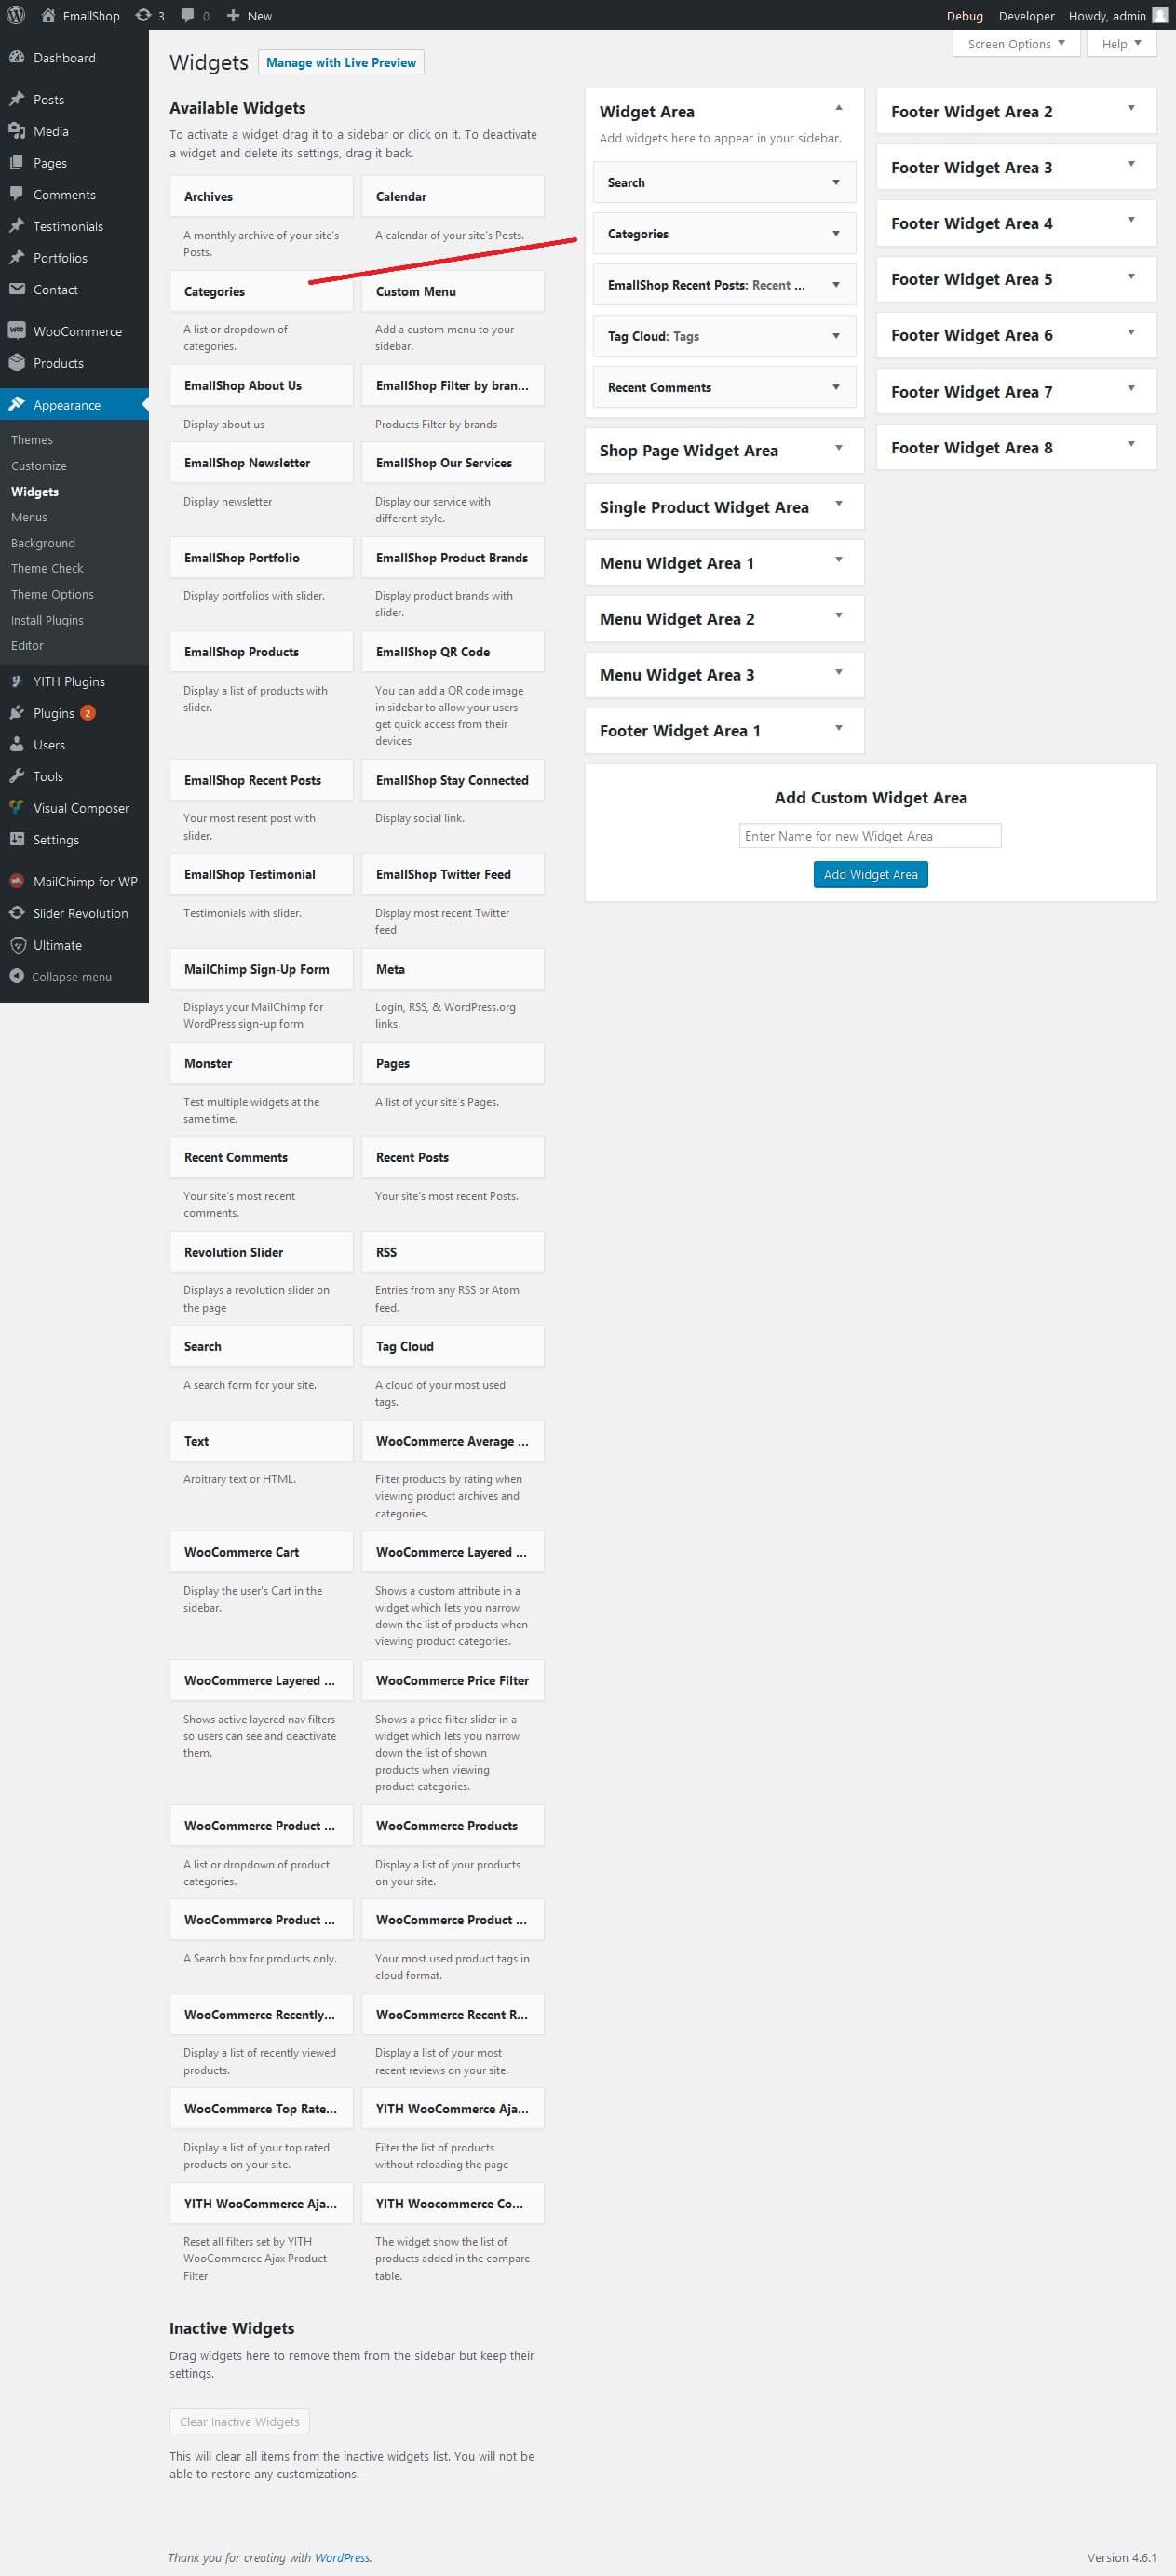 EmallShop 3 0 New Debug Developer Howdy, admin
Dashboard
Posts
Media
Pages
Comments
Testimonials
Portfolios
Contact
WooCommerce
Products
Appearance
Themes
Customize
Widgets
Menus
Background
Theme Check
Theme Options
Install Plugins
Editor
YITH Plugins
Plugins 2
Users
Tools
Visual Composer
Settings
MailChimp for WP
Slider Revolution
Ultimate
Collapse menu
Screen Options Help
Widgets Manage with Live Preview
Available Widgets
To activate a widget drag it to a sidebar or click on it. To deactivate
a widget and delete its settings, drag it back.
Archives Calendar
A monthly archive of your site's A calendar of your site's Posts.
Posts.
Categories Custom Menu
A list or dropdown of Add a custom menu to your
categories. sidebar.
EmallShop About Us EmallShop Filter by bran...
Display about us Products Filter by brands
EmallShop Newsletter EmallShop Our Services
Display newsletter Display our service with
different style.
EmallShop Portfolio EmallShop Product Brands
Display portfolios with slider. Display product brands with
slider.
EmallShop Products EmallShop QR Code
Display a list of products with You can add a QR code image
slider. in sidebar to allow your users
get quick access from their
devices
EmallShop Recent Posts EmallShop Stay Connected
Your most resent post with Display social link.
slider.
EmallShop Testimonial EmallShop Twitter Feed
Testimonials with slider. Display most recent Twitter
feed
MailChimp Sign-Up Form Meta
Displays your MailChimp for Login, RSS, & WordPress.org
WordPress sign-up form links.
Monster Pages
Test multiple widgets at the A list of your site's Pages.
same time.
Recent Comments Recent Posts
Your site's most recent Your site's most recent Posts.
comments.
Revolution Slider RSS
Displays a revolution slider on Entries from any RSS or Atom
the page feed.
Search Tag Cloud
A search form for your site. A cloud of your most used
tags.
Text WooCommerce Average ...
Arbitrary text or HTML. Filter products by rating when
viewing product archives and
categories.
WooCommerce Cart WooCommerce Layered ...
Display the user's Cart in the Shows a custom attribute in a
sidebar. widget which lets you narrow
down the list of products when
viewing product categories.
WooCommerce Layered ... WooCommerce Price Filter
Shows active layered nav filters Shows a price filter slider in a
so users can see and deactivate widget which lets you narrow
them. down the list of shown
products when viewing
product categories.
WooCommerce Product ... WooCommerce Products
A list or dropdown of product Display a list of your products
categories. on your site.
WooCommerce Product ... WooCommerce Product ...
A Search box for products only. Your most used product tags in
cloud format.
WooCommerce Recently... WooCommerce Recent R...
Display a list of recently viewed Display a list of your most
products. recent reviews on your site.
WooCommerce Top Rate... YITH WooCommerce Aja...
Display a list of your top rated Filter the list of products
products on your site. without reloading the page
YITH WooCommerce Aja... YITH Woocommerce Co...
Reset all filters set by YITH The widget show the list of
WooCommerce Ajax Product products added in the compare
Filter table.
Inactive Widgets
Drag widgets here to remove them from the sidebar but keep their
settings.
Clear Inactive Widgets
This will clear all items from the inactive widgets list. You will not be
able to restore any customizations.
Widget Area
Add widgets here to appear in your sidebar.
Search
Categories
EmallShop Recent Posts: Recent ...
Tag Cloud: Tags
Recent Comments
Shop Page Widget Area
Single Product Widget Area
Menu Widget Area 1
Menu Widget Area 2
Menu Widget Area 3
Footer Widget Area 1
Footer Widget Area 2
Footer Widget Area 3
Footer Widget Area 4
Footer Widget Area 5
Footer Widget Area 6
Footer Widget Area 7
Footer Widget Area 8
Add Custom Widget Area
Enter Name for new Widget Area
Add Widget Area
Thank you for creating with WordPress. Version 4.6.1